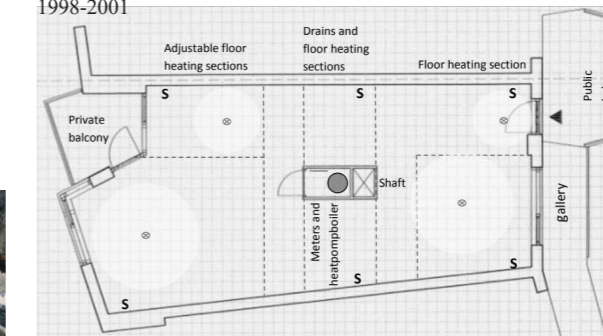 1998-2001
Drains and
floor heating
sections
Adjustable floor
heating sections
Floor heating section
S
S
S
Private
balcony
Public
Shaft
Meters and
heatpompboiler
gallery
S
S
S